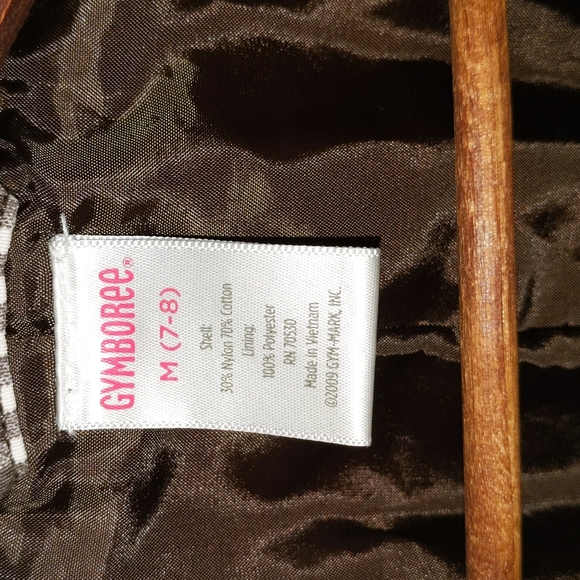 GYMBOREE®
M (7-8)
Shell:
30% Nylon 70% Cotton
Lining:
100% Polyester
RN 70530
Made in Vietnam
©2009 GYM-MARK, INC.